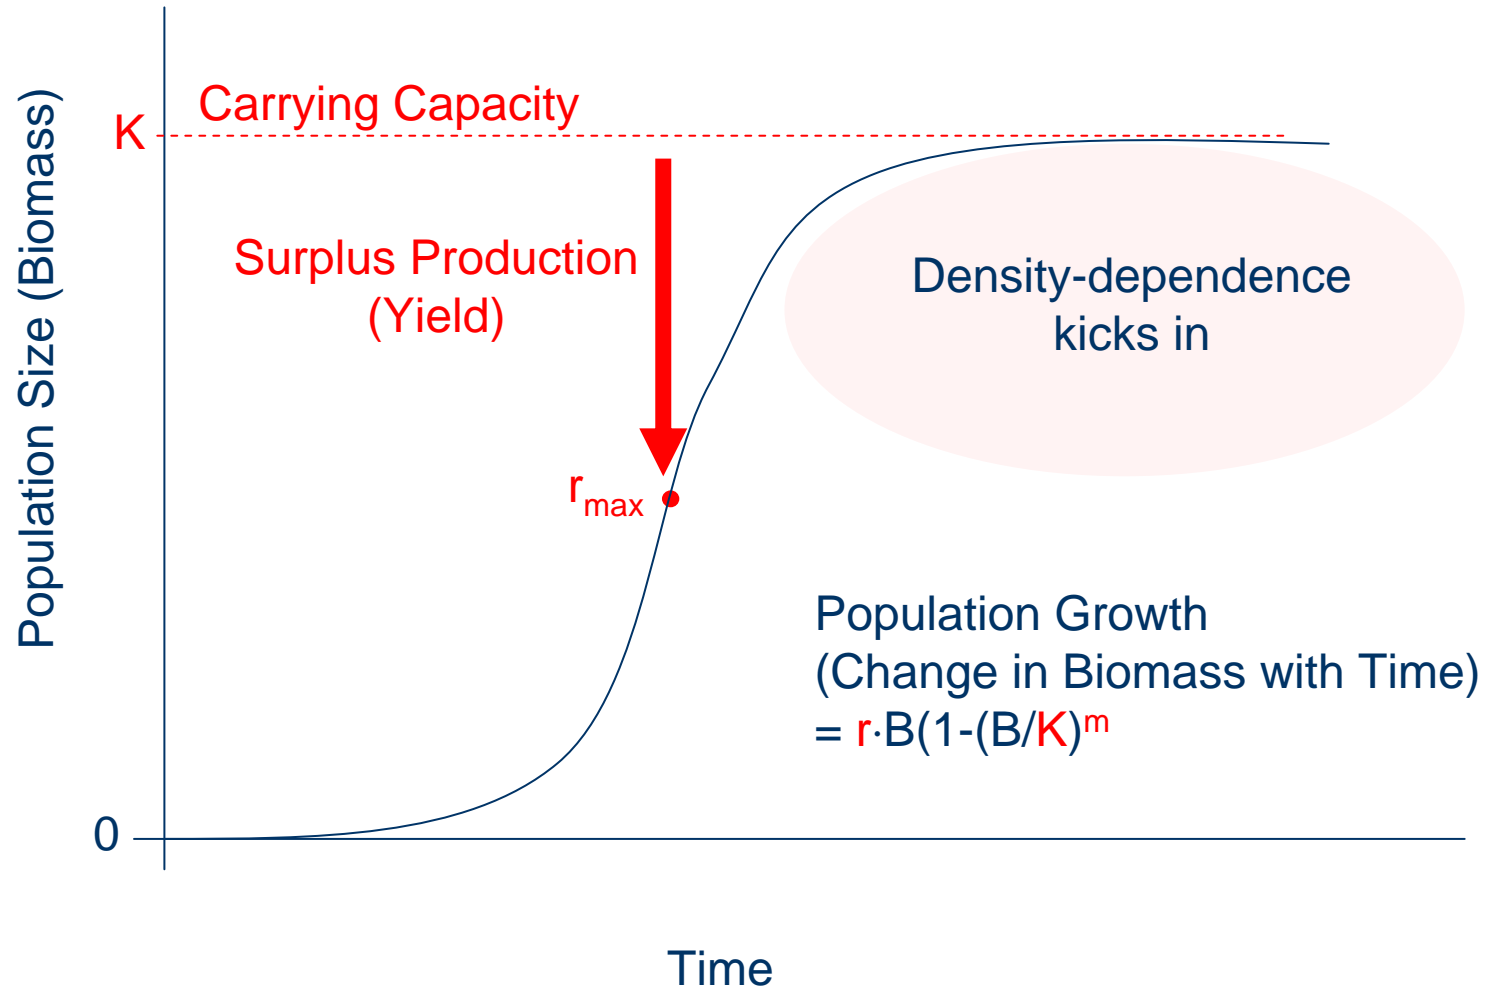 Population Size (Biomass)
K
Carrying Capacity
Surplus Production
(Yield)
Density-dependence
kicks in
rmax
Population Growth
(Change in Biomass with Time)
= r·B(1-(B/K)m
0
Time